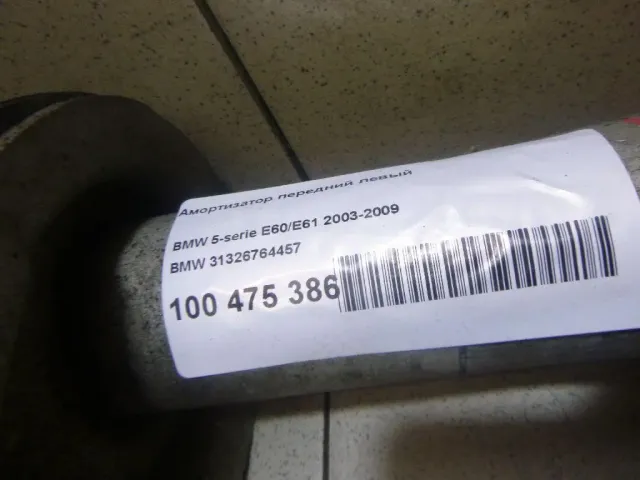 Амортизатор передний левый
BMW 5-serie E60/E61 2003-2009
BMW 31326764457
100 475 386